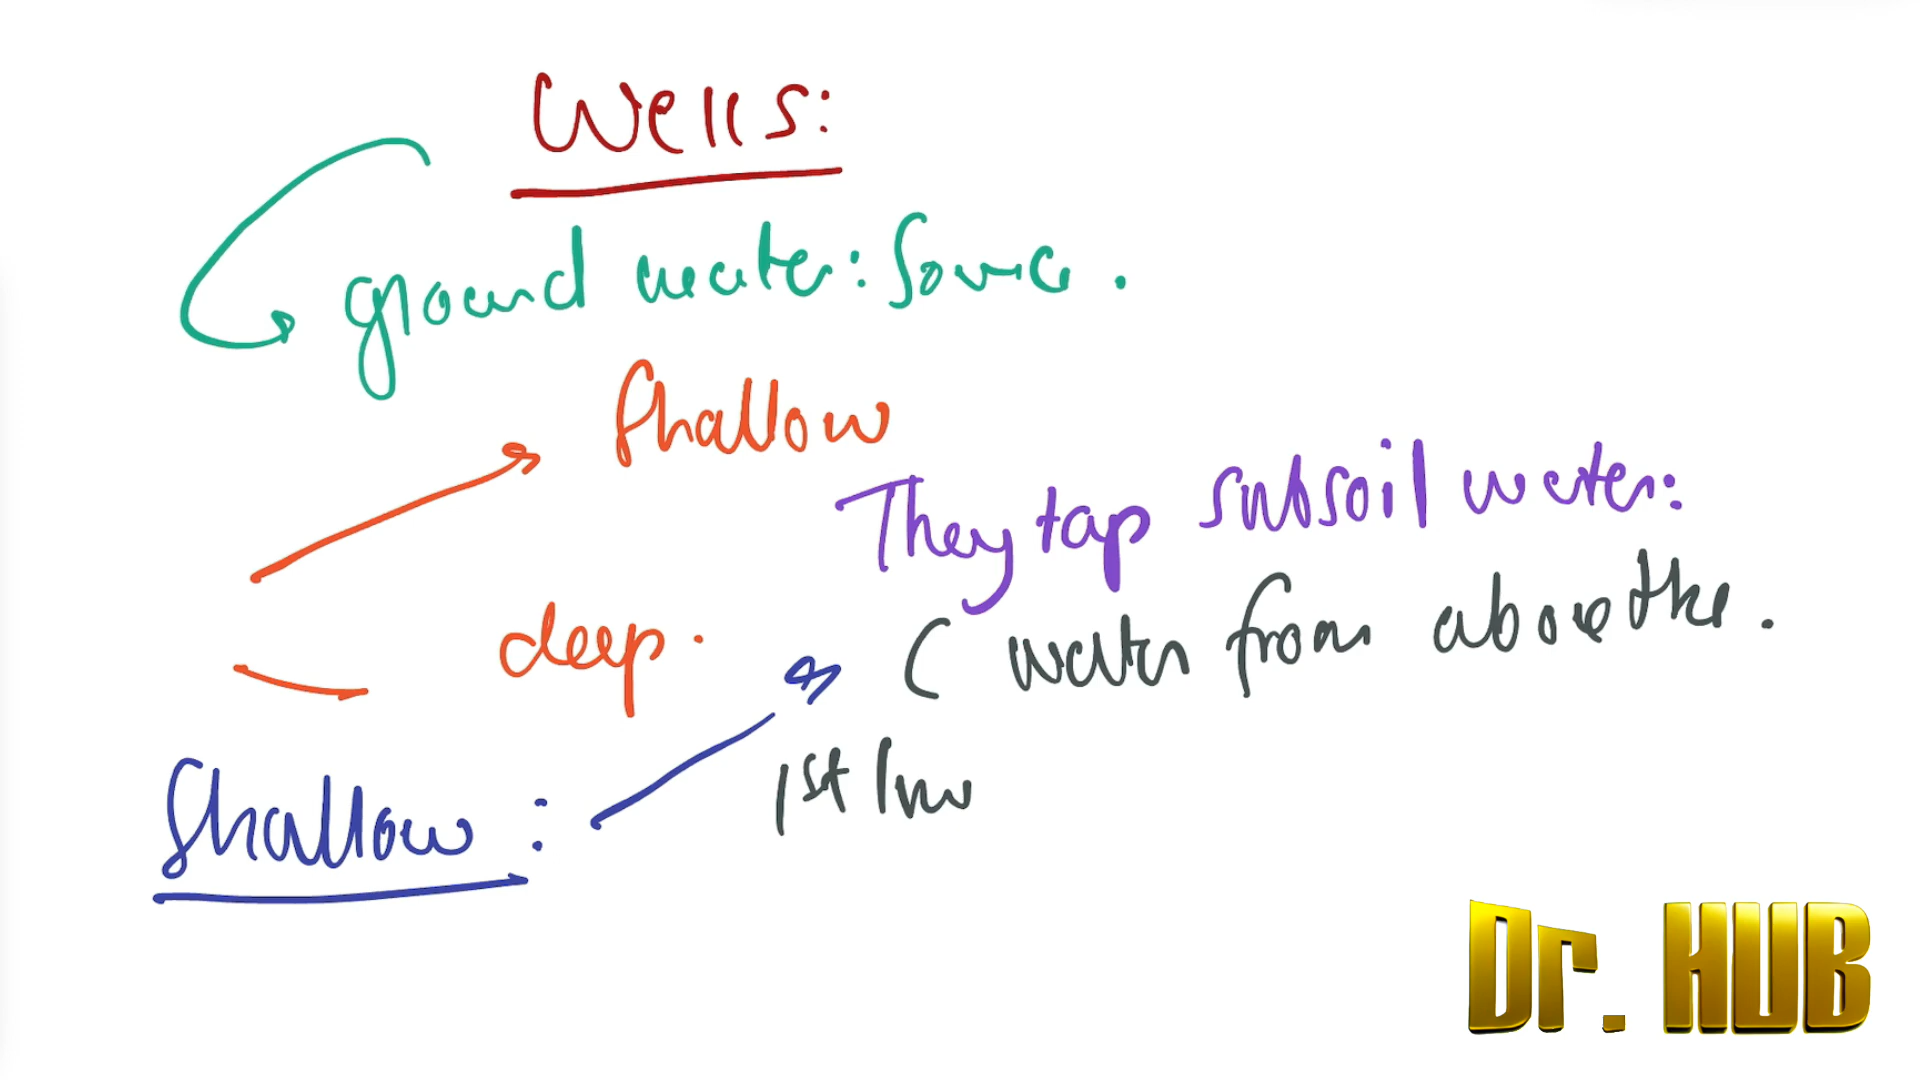 Wells:
ground water: Source.
Shallow
They tap subsoil water:
deep.
( water from above the.
1st
Shallow:
Dr. HUB